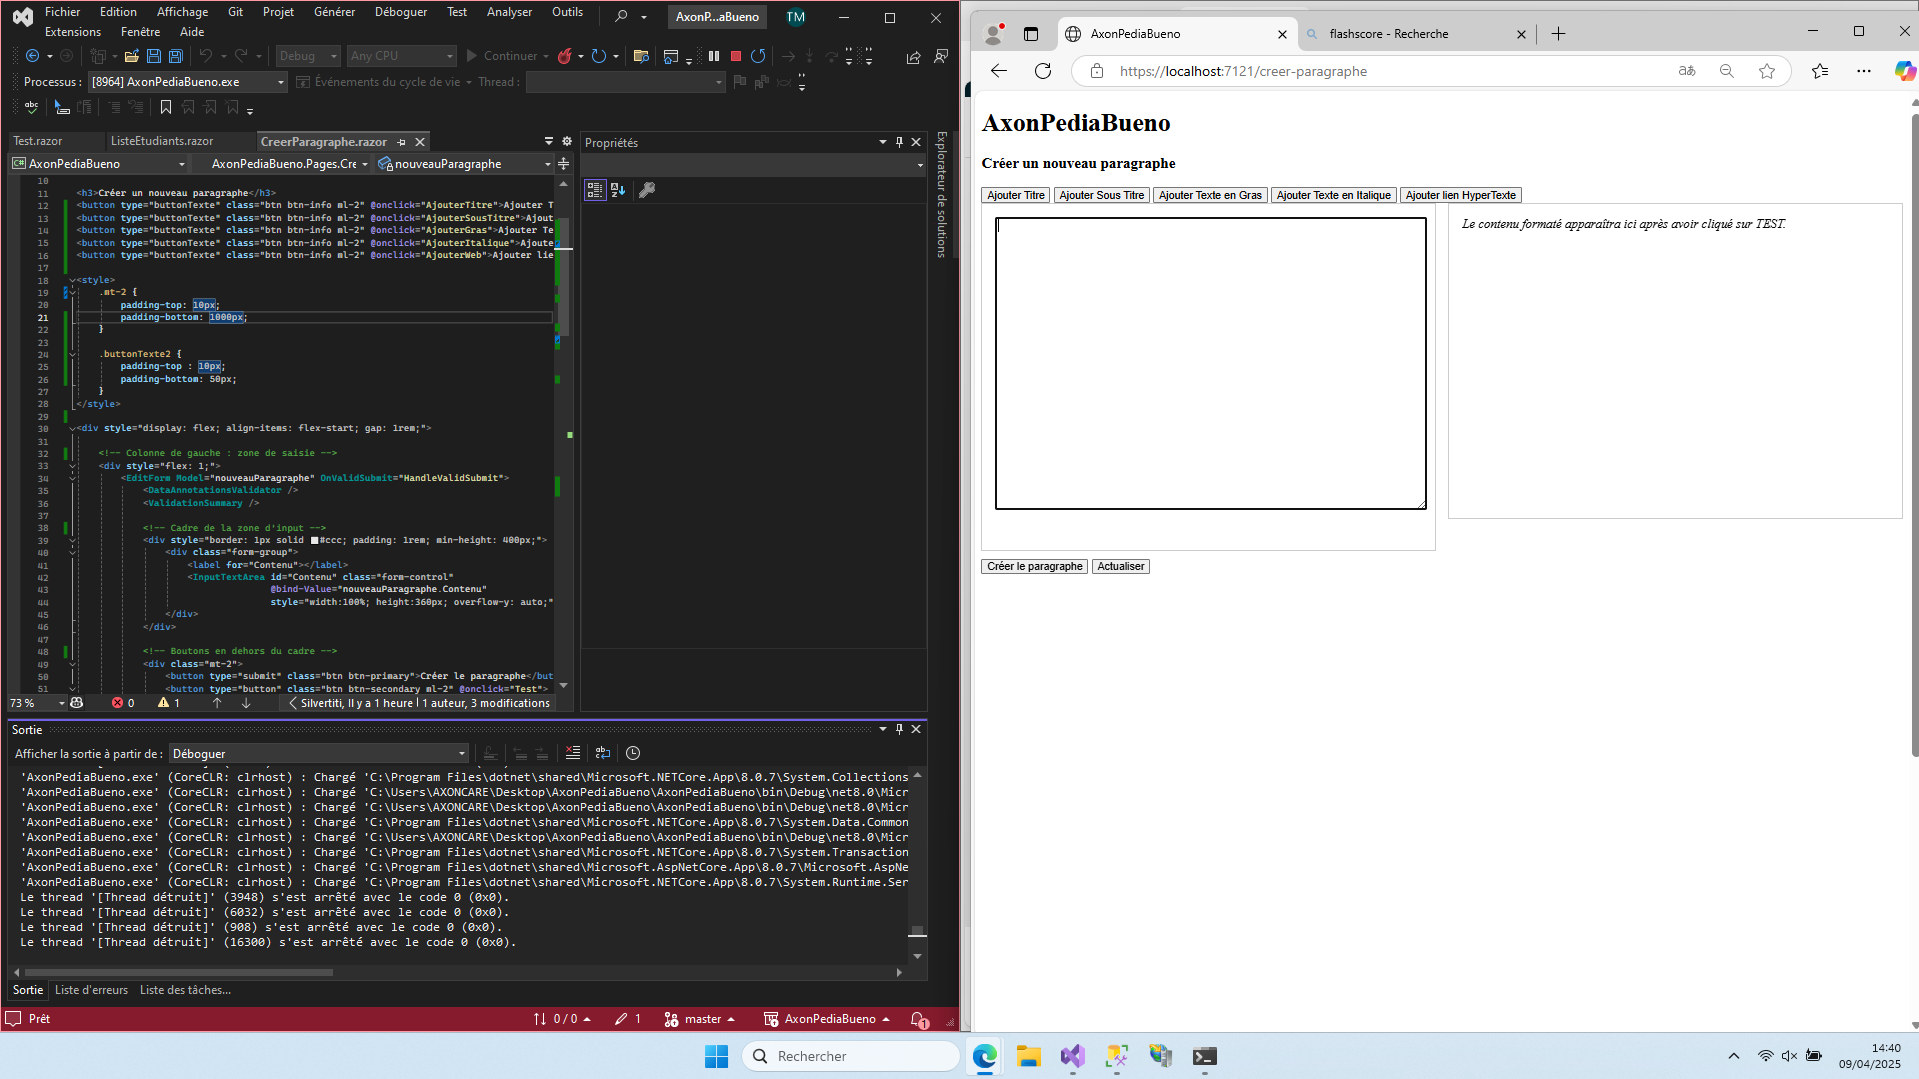 Fichier Edition Affichage Git Projet Générer Déboguer Test Analyser Outils
Extensions Fenêtre Aide
AxonP...aBueno
TM
Debug Any CPU Continuer
Processus : [8964] AxonPediaBueno.exe Événements du cycle de vie Thread :
abc
Test.razor ListeEtudiants.razor CreerParagraphe.razor
AxonPediaBueno AxonPediaBueno.Pages.Cre nouveauParagraphe
10
11 <h3>Créer un nouveau paragraphe</h3>
12 <button type="buttonTexte" class="btn btn-info ml-2" @onclick="AjouterTitre">Ajouter T
13 <button type="buttonTexte" class="btn btn-info ml-2" @onclick="AjouterSousTitre">Ajout
14 <button type="buttonTexte" class="btn btn-info ml-2" @onclick="AjouterGras">Ajouter Te
15 <button type="buttonTexte" class="btn btn-info ml-2" @onclick="AjouterItalique">Ajoute
16 <button type="buttonTexte" class="btn btn-info ml-2" @onclick="AjouterWeb">Ajouter lie
17
18 <style>
19 .mt-2 {
20 padding-top: 10px;
21 padding-bottom: 1000px;
22 }
23
24 .buttonTexte2 {
25 padding-top : 10px;
26 padding-bottom: 50px;
27 }
28 </style>
29
30 <div style="display: flex; align-items: flex-start; gap: 1rem;">
31
32 <!-- Colonne de gauche : zone de saisie -->
33 <div style="flex: 1;">
34 <EditForm Model="nouveauParagraphe" OnValidSubmit="HandleValidSubmit">
35 <DataAnnotationsValidator />
36 <ValidationSummary />
37
38 <!-- Cadre de la zone d'input -->
39 <div style="border: 1px solid #ccc; padding: 1rem; min-height: 400px;">
40 <div class="form-group">
41 <label for="Contenu"></label>
42 <InputTextArea id="Contenu" class="form-control"
43 @bind-Value="nouveauParagraphe.Contenu"
44 style="width:100%; height:360px; overflow-y: auto;"
45 </div>
46 </div>
47
48 <!-- Boutons en dehors du cadre -->
49 <div class="mt-2">
50 <button type="submit" class="btn btn-primary">Créer le paragraphe</but
51 <button type="button" class="btn btn-secondary ml-2" @onclick="Test">
73 % 0 1 Silvertiti, Il y a 1 heure | 1 auteur, 3 modifications
Propriétés
Explorateur de solutions
Sortie
Afficher la sortie à partir de : Déboguer
'AxonPediaBueno.exe' (CoreCLR: clrhost) : Chargé 'C:\Program Files\dotnet\shared\Microsoft.NETCore.App\8.0.7\System.Collections
'AxonPediaBueno.exe' (CoreCLR: clrhost) : Chargé 'C:\Users\AXONCARE\Desktop\AxonPediaBueno\AxonPediaBueno\bin\Debug\net8.0\Micr
'AxonPediaBueno.exe' (CoreCLR: clrhost) : Chargé 'C:\Program Files\dotnet\shared\Microsoft.NETCore.App\8.0.7\Microsoft.
'AxonPediaBueno.exe' (CoreCLR: clrhost) : Chargé 'C:\Program Files\dotnet\shared\Microsoft.NETCore.App\8.0.7\System.Data.Common
'AxonPediaBueno.exe' (CoreCLR: clrhost) : Chargé 'C:\Users\AXONCARE\Desktop\AxonPediaBueno\AxonPediaBueno\bin\Debug\net8.0\Micr
'AxonPediaBueno.exe' (CoreCLR: clrhost) : Chargé 'C:\Program Files\dotnet\shared\Microsoft.NETCore.App\8.0.7\System.Transaction
'AxonPediaBueno.exe' (CoreCLR: clrhost) : Chargé 'C:\Program Files\dotnet\shared\Microsoft.AspNetCore.App\8.0.7\Microsoft.AspNe
'AxonPediaBueno.exe' (CoreCLR: clrhost) : Chargé 'C:\Program Files\dotnet\shared\Microsoft.NETCore.App\8.0.7\System.Runtime.Ser
Le thread '[Thread détruit]' (3948) s'est arrêté avec le code 0 (0x0).
Le thread '[Thread détruit]' (6032) s'est arrêté avec le code 0 (0x0).
Le thread '[Thread détruit]' (908) s'est arrêté avec le code 0 (0x0).
Le thread '[Thread détruit]' (16300) s'est arrêté avec le code 0 (0x0).
Sortie Liste d'erreurs Liste des tâches...
Prêt 0 / 0 1 master AxonPediaBueno 1
AxonPediaBueno flashscore - Recherche
https://localhost:7121/creer-paragraphe
AxonPediaBueno
Créer un nouveau paragraphe
Ajouter Titre Ajouter Sous Titre Ajouter Texte en Gras Ajouter Texte en Italique Ajouter lien HyperTexte
Le contenu formaté apparaîtra ici après avoir cliqué sur TEST.
Créer le paragraphe Actualiser
Rechercher
14:40
09/04/2025